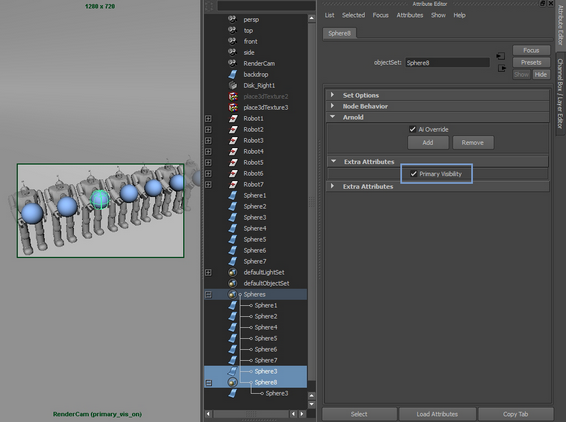 1280 x 720
RenderCam (primary_vis_on)
persp
top
front
side
RenderCam
backdrop
Disk_Right1
place3dTexture2
place3dTexture3
Robot1
Robot2
Robot3
Robot4
Robot5
Robot6
Robot7
Sphere1
Sphere2
Sphere3
Sphere4
Sphere5
Sphere6
Sphere7
defaultLightSet
defaultObjectSet
Spheres
Sphere1
Sphere2
Sphere4
Sphere5
Sphere6
Sphere7
Sphere3
Sphere8
Sphere3
Attribute Editor
List Selected Focus Attributes Show Help
Sphere8
objectSet: Sphere8
Focus
Presets
Show Hide
Set Options
Node Behavior
Arnold
Ai Override
Add Remove
Extra Attributes
Primary Visibility
Extra Attributes
Select Load Attributes Copy Tab
Attribute Editor
Channel Box / Layer Editor